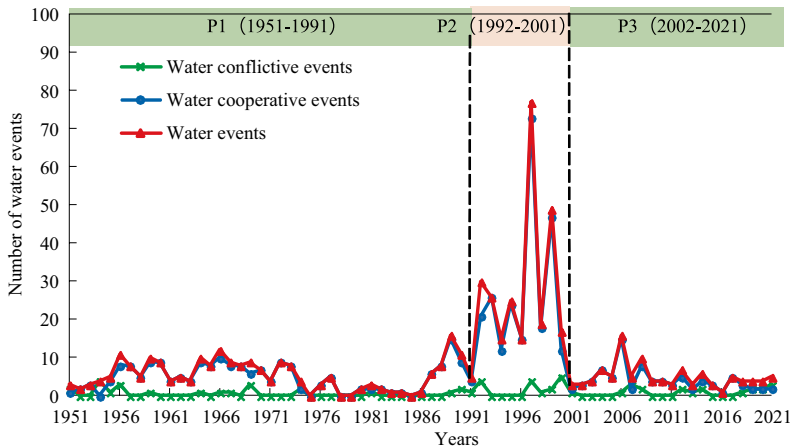 100
90
80
70
60
50
40
30
20
10
0
Number of water events
P1（1951-1991） P2（1992-2001） P3（2002-2021）
Water conflictive events
Water cooperative events
Water events
1951 1956 1961 1966 1971 1976 1981 1986 1991 1996 2001 2006 2011 2016 2021
Years